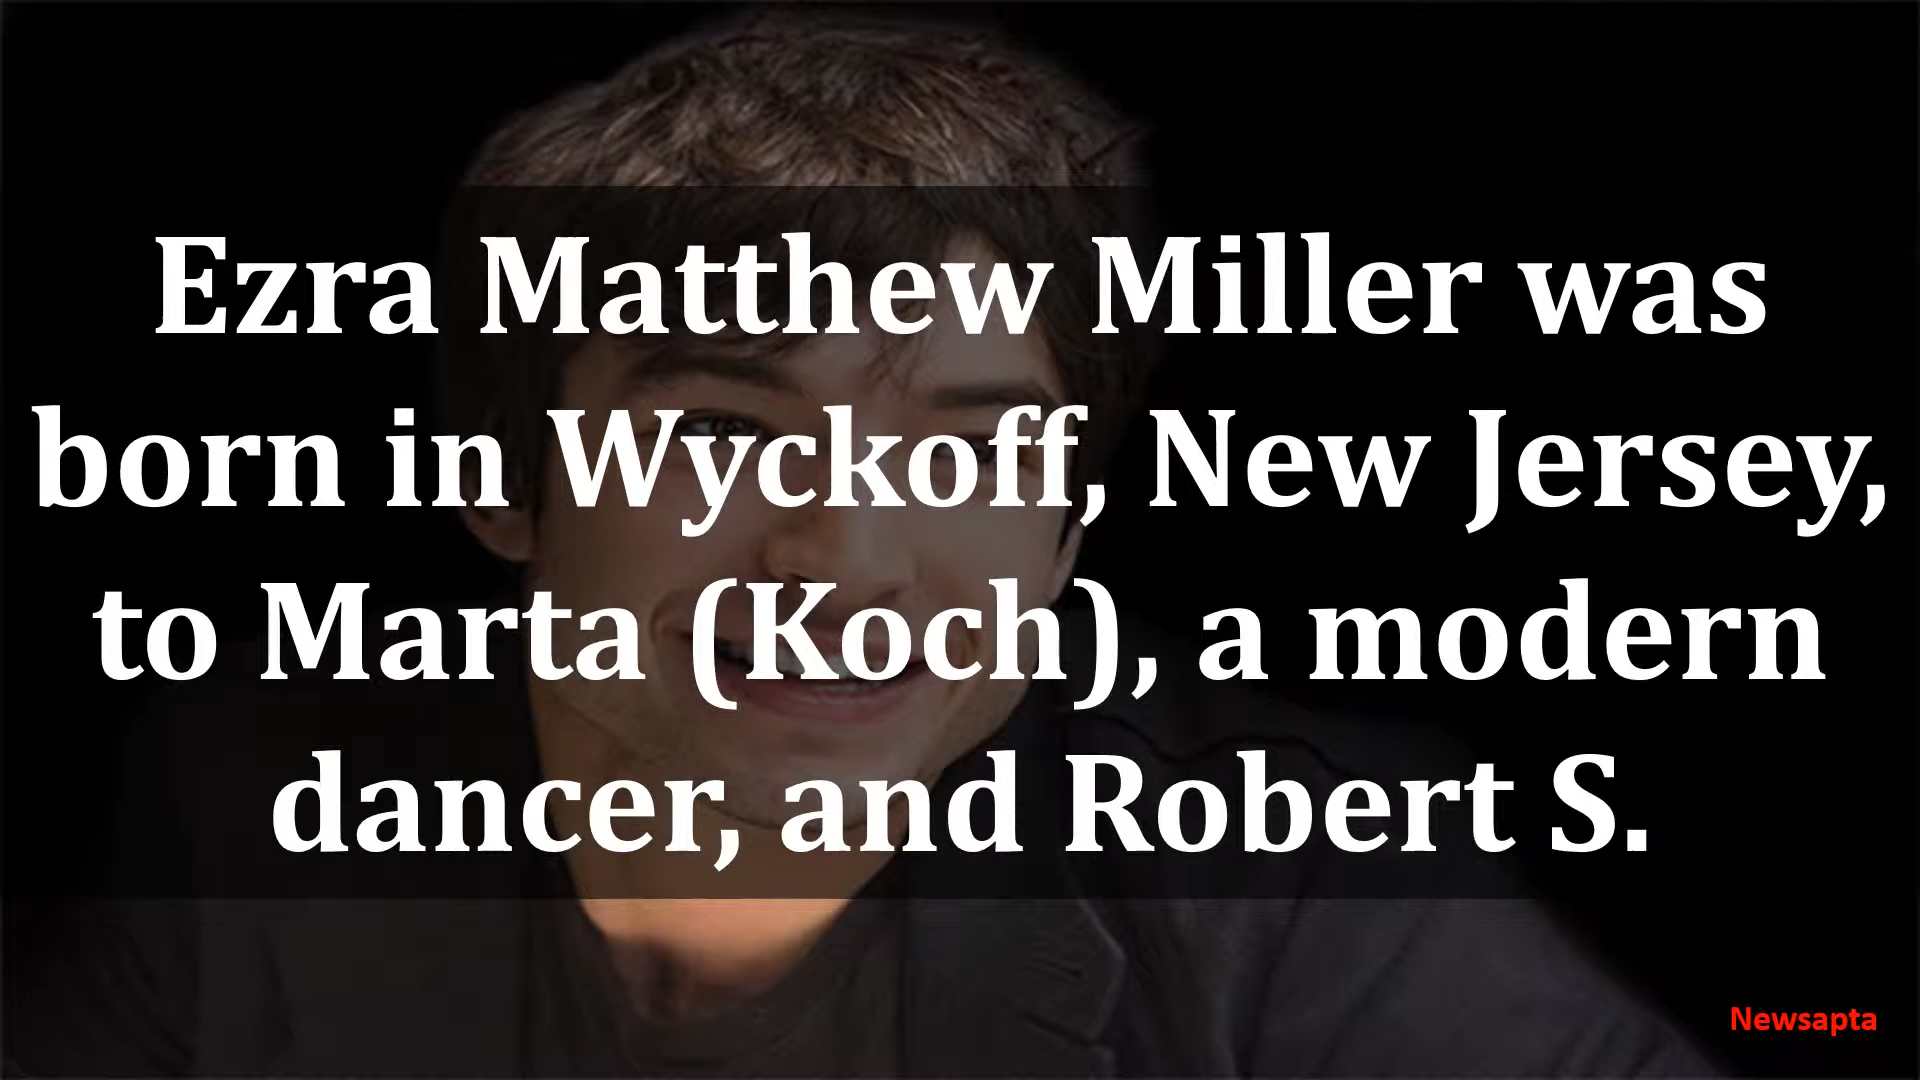 Ezra Matthew Miller was
born in Wyckoff, New Jersey,
to Marta (Koch), a modern
dancer, and Robert S.
Newsapta